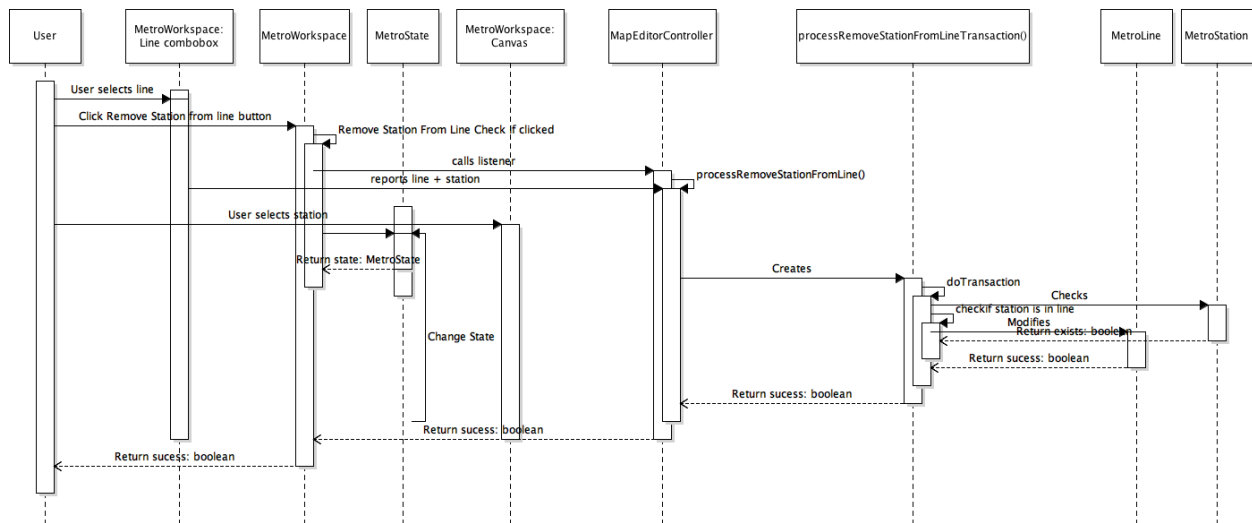 User
MetroWorkspace:
Line combobox
MetroWorkspace
MetroState
MetroWorkspace:
Canvas
MapEditorController
processRemoveStationFromLineTransaction()
MetroLine
MetroStation
User selects line
Click Remove Station from line button
Remove Station From Line Check if clicked
calls listener
processRemoveStationFromLine()
reports line + station
User selects station
Return state: MetroState
Creates
doTransaction
Checks
checkif station is in line
Modifies
Return exists: boolean
Change State
Return sucess: boolean
Return sucess: boolean
Return sucess: boolean
Return sucess: boolean